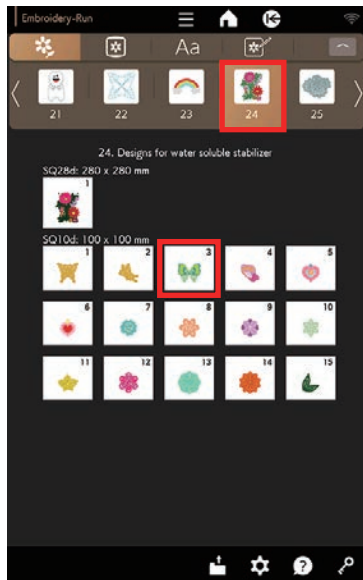 Embroidery-Run
Aa
21 22 23 24 25
24. Designs for water soluble stabilizer
SQ28d: 280 x 280 mm
1
SQ10d: 100 x 100 mm
1 2 3 4 5
6 7 8 9 10
11 12 13 14 15
?